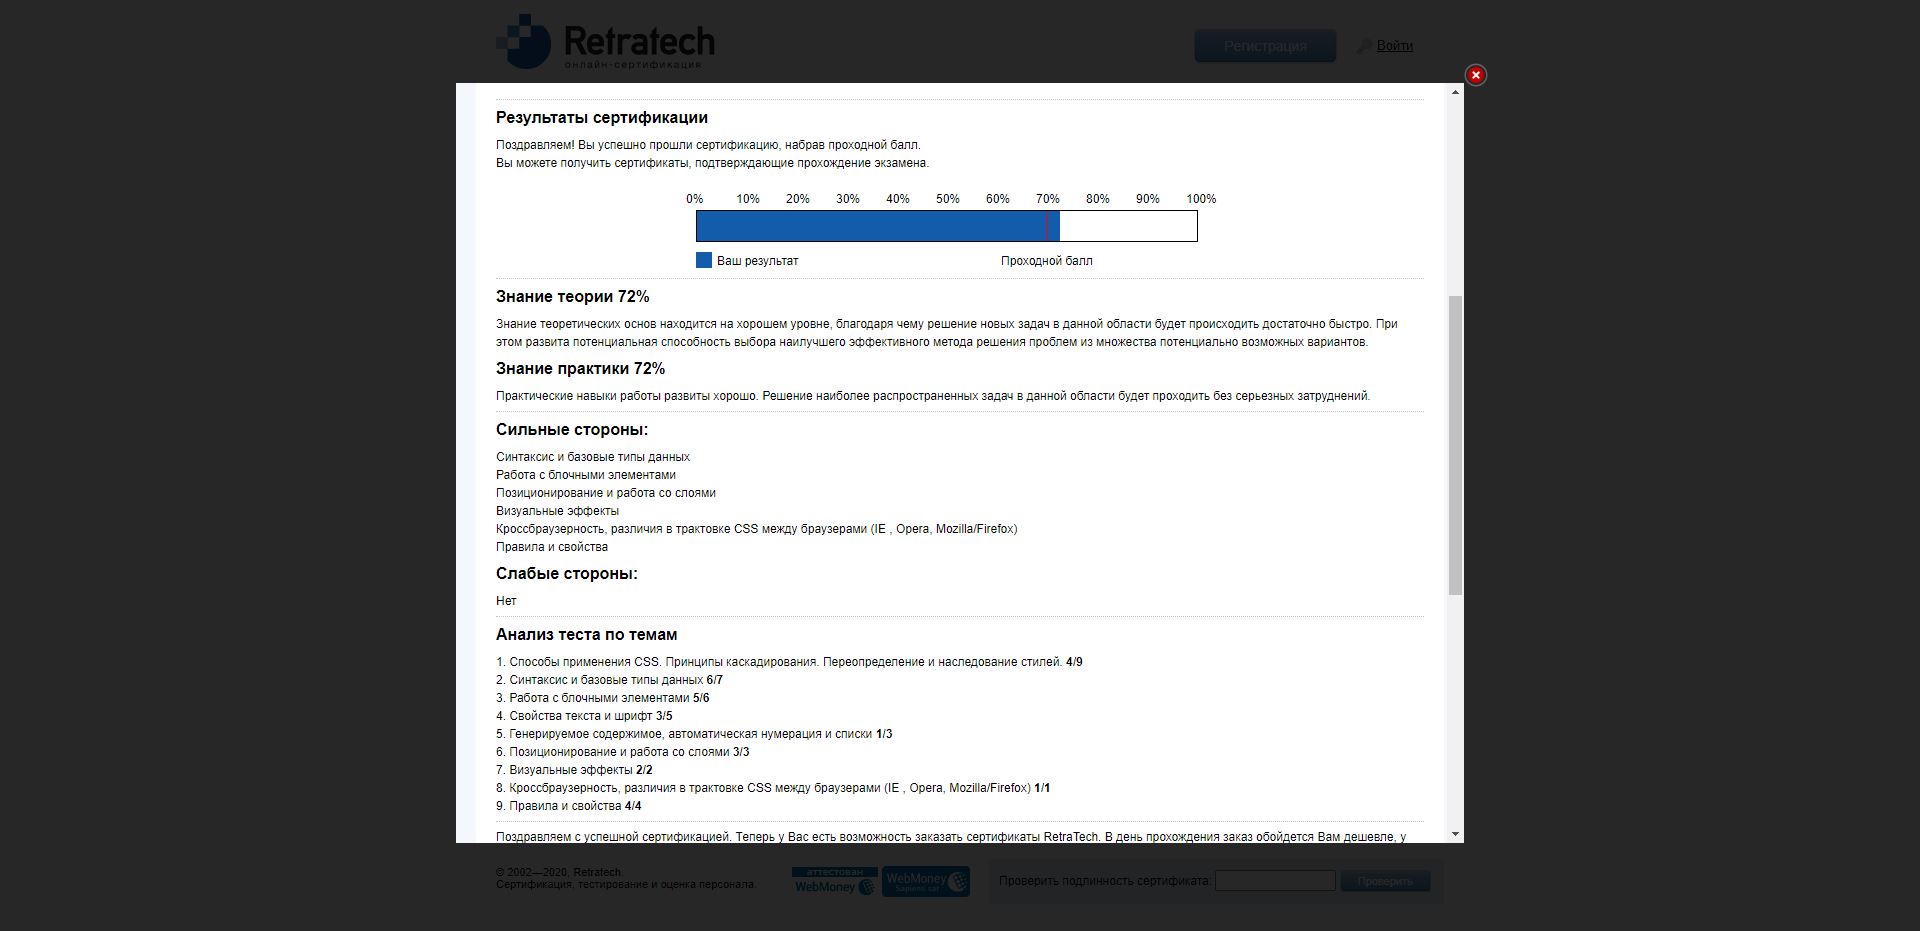 Retratech
онлайн-сертификация
Регистрация
Войти
Результаты сертификации
Поздравляем! Вы успешно прошли сертификацию, набрав проходной балл.
Вы можете получить сертификаты, подтверждающие прохождение экзамена.
0% 10% 20% 30% 40% 50% 60% 70% 80% 90% 100%
Ваш результат Проходной балл
Знание теории 72%
Знание теоретических основ находится на хорошем уровне, благодаря чему решение новых задач в данной области будет происходить достаточно быстро. При
этом развита потенциальная способность выбора наилучшего эффективного метода решения проблем из множества потенциально возможных вариантов.
Знание практики 72%
Практические навыки работы развиты хорошо. Решение наиболее распространенных задач в данной области будет проходить без серьезных затруднений.
Сильные стороны:
Синтаксис и базовые типы данных
Работа с блочными элементами
Позиционирование и работа со слоями
Визуальные эффекты
Кроссбраузерность, различия в трактовке CSS между браузерами (IE , Opera, Mozilla/Firefox)
Правила и свойства
Слабые стороны:
Нет
Анализ теста по темам
1. Способы применения CSS. Принципы каскадирования. Переопределение и наследование стилей. 4/9
2. Синтаксис и базовые типы данных 6/7
3. Работа с блочными элементами 5/6
4. Свойства текста и шрифт 3/5
5. Генерируемое содержимое, автоматическая нумерация и списки 1/3
6. Позиционирование и работа со слоями 3/3
7. Визуальные эффекты 2/2
8. Кроссбраузерность, различия в трактовке CSS между браузерами (IE , Opera, Mozilla/Firefox) 1/1
9. Правила и свойства 4/4
Поздравляем с успешной сертификацией. Теперь у Вас есть возможность заказать сертификаты RetraTech. В день прохождения заказ обойдется Вам дешевле, у
© 2002—2020, Retratech.
Сертификация, тестирование и оценка персонала.
аттестован
WebMoney
WebMoney
Sapiens cat
Проверить подлинность сертификата: Проверить